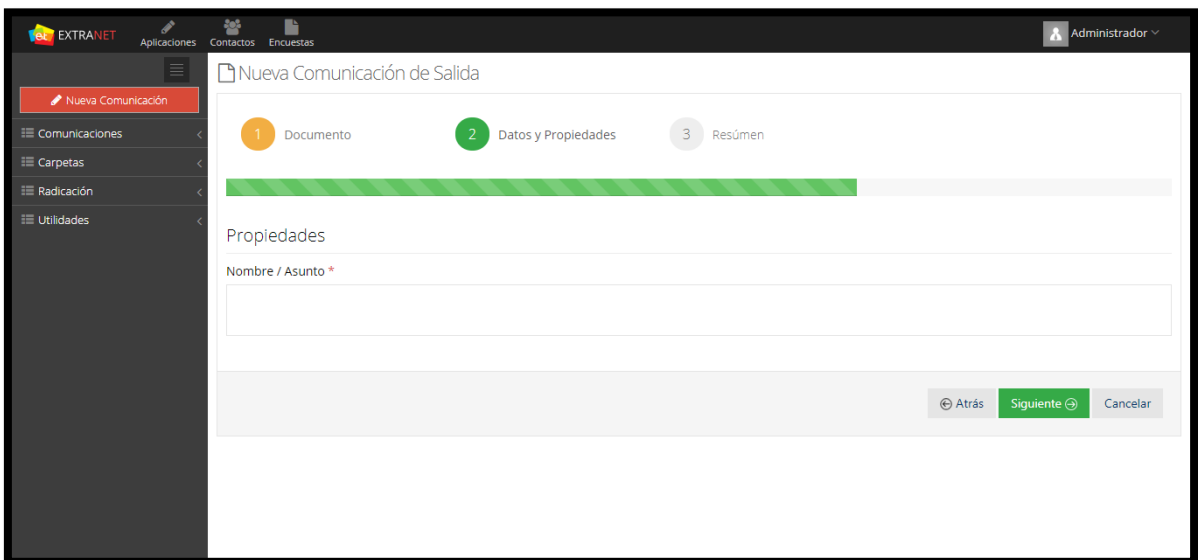 et EXTRANET
Aplicaciones Contactos Encuestas
Administrador
Nueva Comunicación de Salida
Nueva Comunicación
Comunicaciones
Carpetas
Radicación
Utilidades
1 Documento
2 Datos y Propiedades
3 Resúmen
Propiedades
Nombre / Asunto *
Atrás
Siguiente
Cancelar